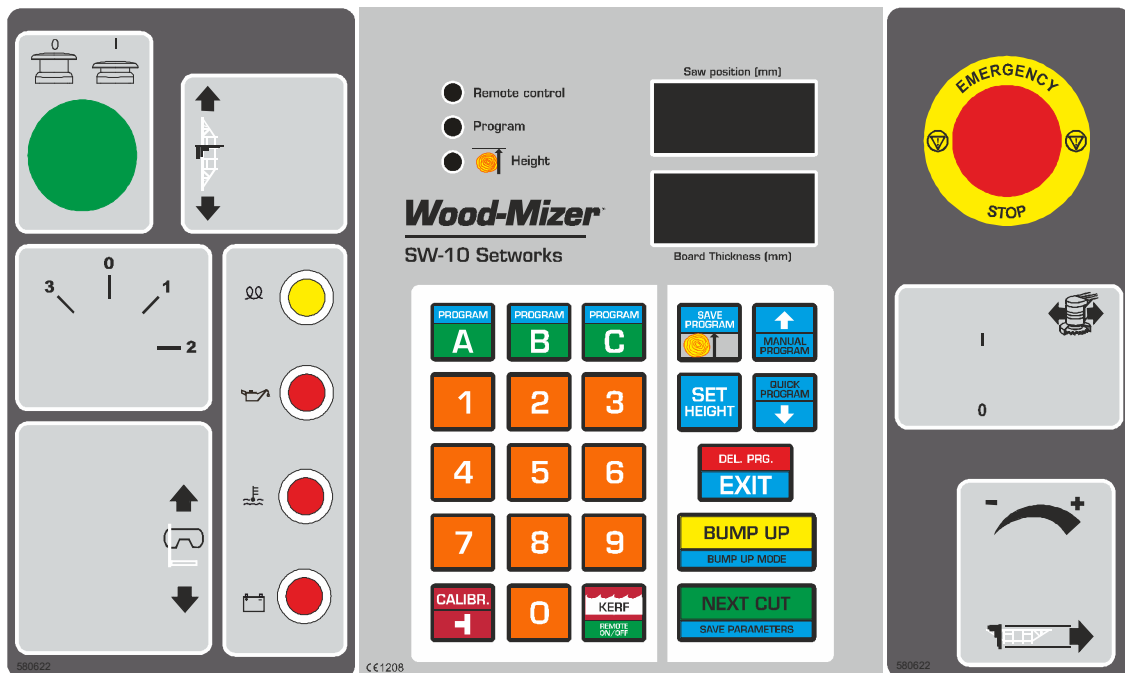 0 I
0
3 1
2
580622
Remote control
Program
Height
Wood-Mizer
SW-10 Setworks
Saw position (mm)
Board Thickness (mm)
PROGRAM
A
PROGRAM
B
PROGRAM
C
1 2 3
4 5 6
7 8 9
CALIBR.
0
KERF
REMOTE
ON/OFF
SAVE
PROGRAM
MANUAL
PROGRAM
SET
HEIGHT
QUICK
PROGRAM
DEL. PRG.
EXIT
BUMP UP
BUMP UP MODE
NEXT CUT
SAVE PARAMETERS
CE1208
EMERGENCY
STOP
I
0
- +
580622